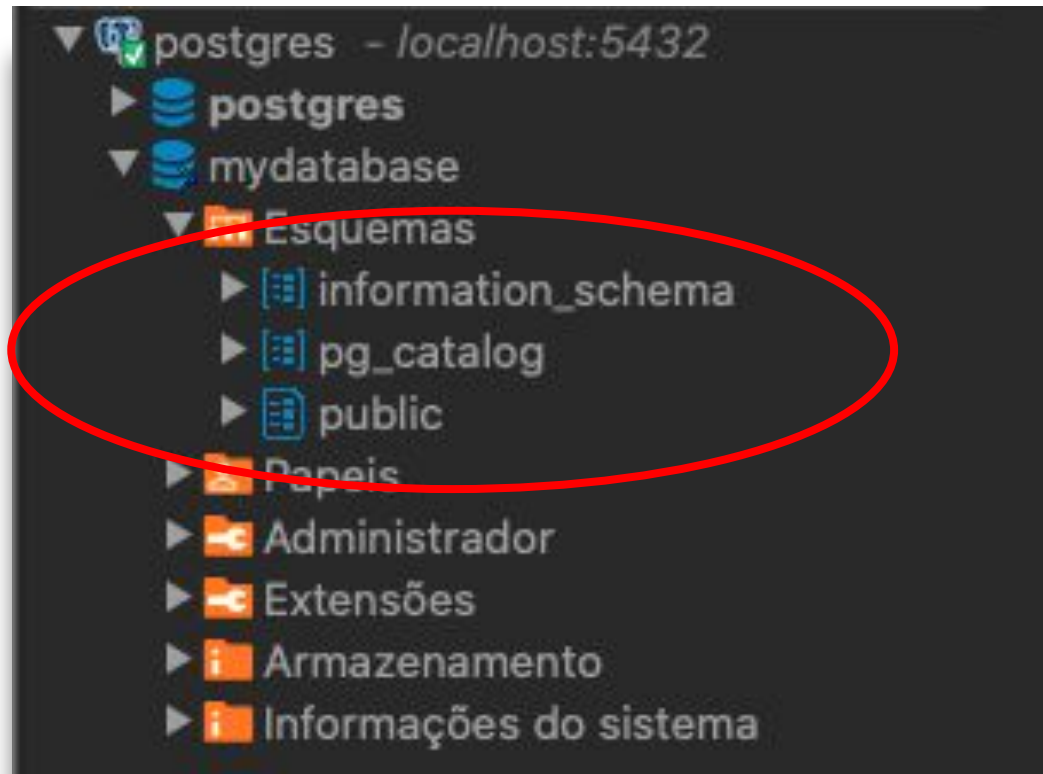 postgres - localhost:5432
postgres
mydatabase
Esquemas
information_schema
pg_catalog
public
Papeis
Administrador
Extensões
Armazenamento
Informações do sistema